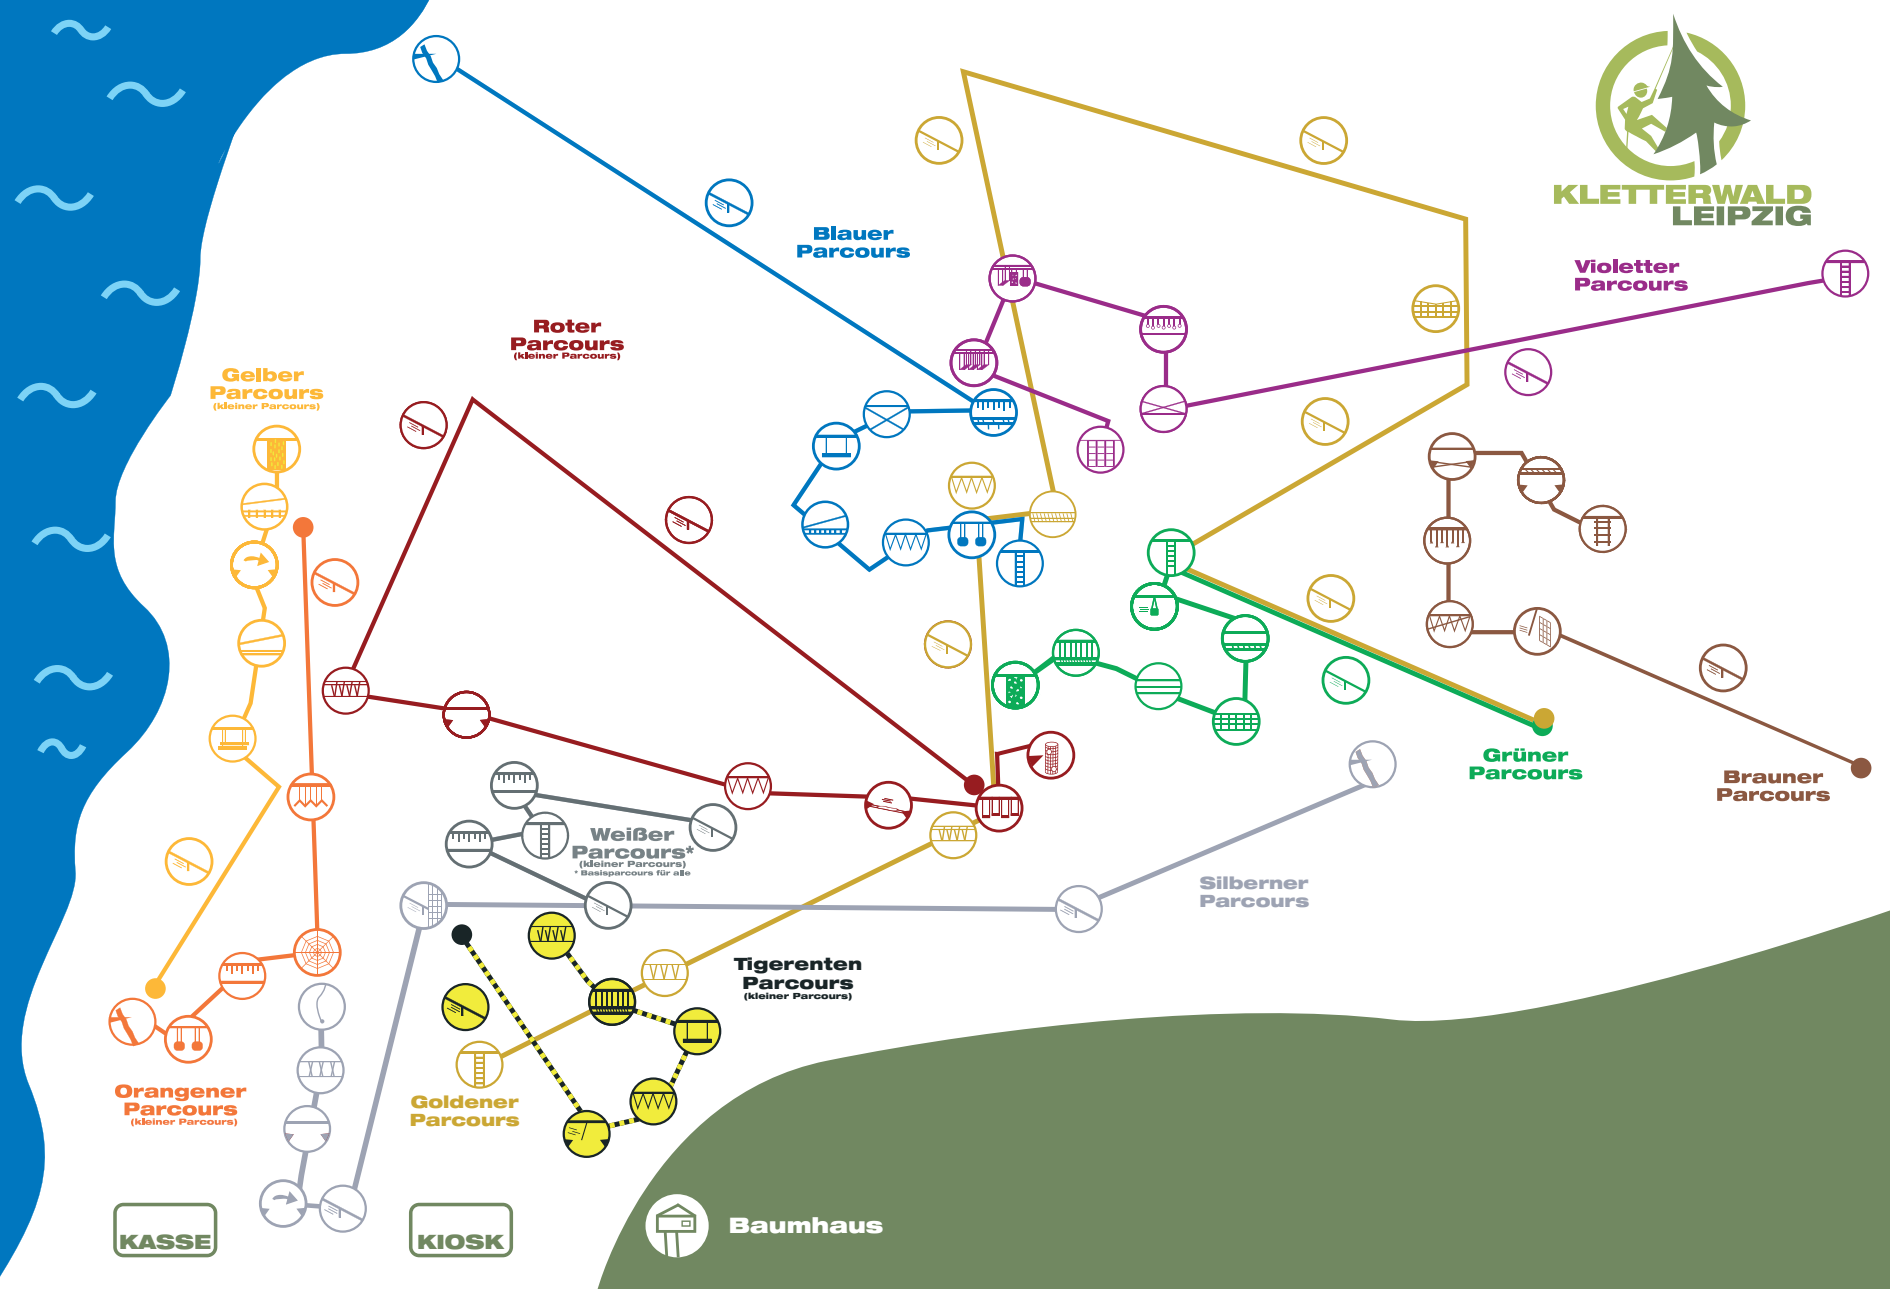 KLETTERWALD
LEIPZIG
Blauer
Parcours
Violetter
Parcours
Roter
Parcours
(kleiner Parcours)
Gelber
Parcours
(kleiner Parcours)
Grüner
Parcours
Brauner
Parcours
Weißer
Parcours*
(kleiner Parcours)
* Basisparcours für alle
Silberner
Parcours
Tigerenten
Parcours
(kleiner Parcours)
Orangener
Parcours
(kleiner Parcours)
Goldener
Parcours
KASSE
KIOSK
Baumhaus